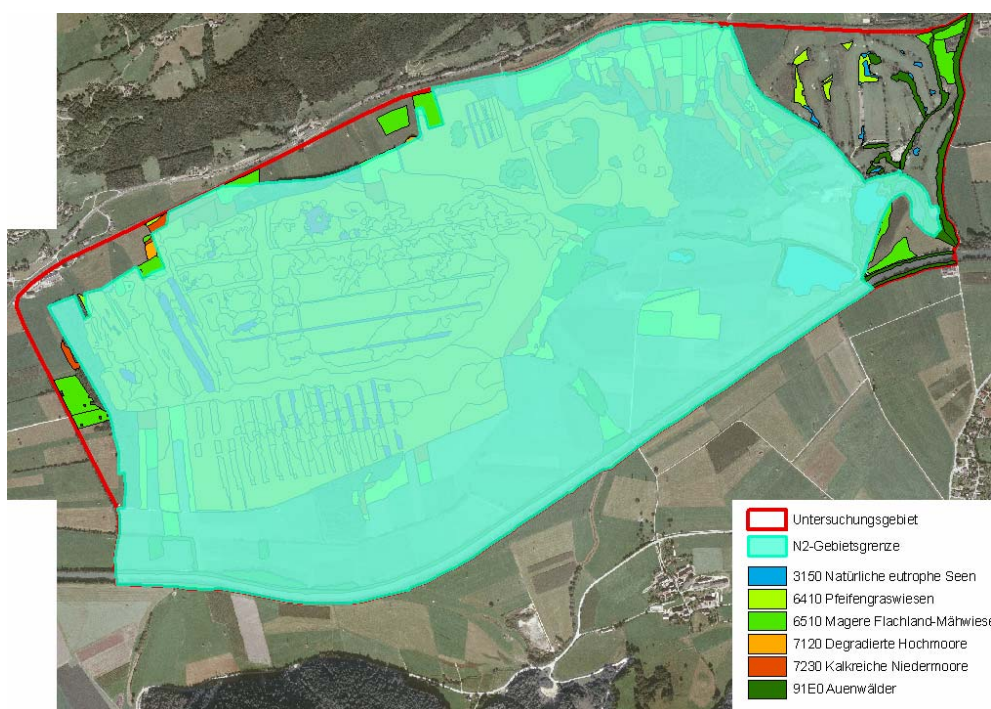 Untersuchungsgebiet
N2-Gebietsgrenze
3150 Natürliche eutrophe Seen
6410 Pfeifengraswiesen
6510 Magere Flachland-Mähwiese
7120 Degradierte Hochmoore
7230 Kalkreiche Niedermoore
91E0 Auenwälder